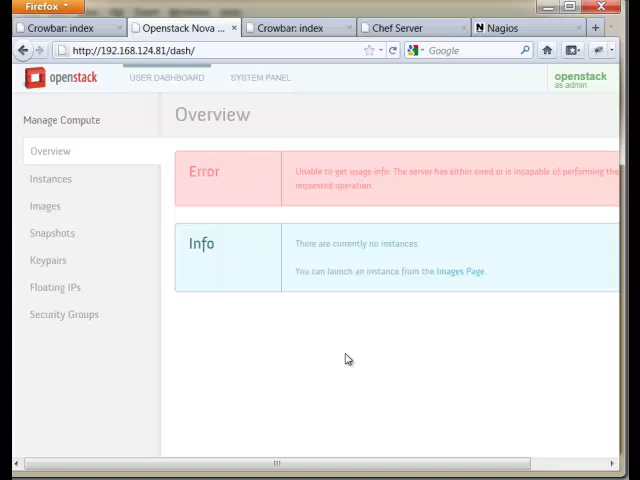 Firefox
Crowbar: index
Openstack Nova ...
Crowbar: index
Chef Server
N Nagios
http://192.168.124.81/dash/
Google
openstack
USER DASHBOARD
SYSTEM PANEL
openstack
as admin
Manage Compute
Overview
Overview
Error
Unable to get usage info: The server has either erred or is incapable of performing the
requested operation.
Instances
Images
Snapshots
Info
There are currently no instances.
You can launch an instance from the Images Page.
Keypairs
Floating IPs
Security Groups